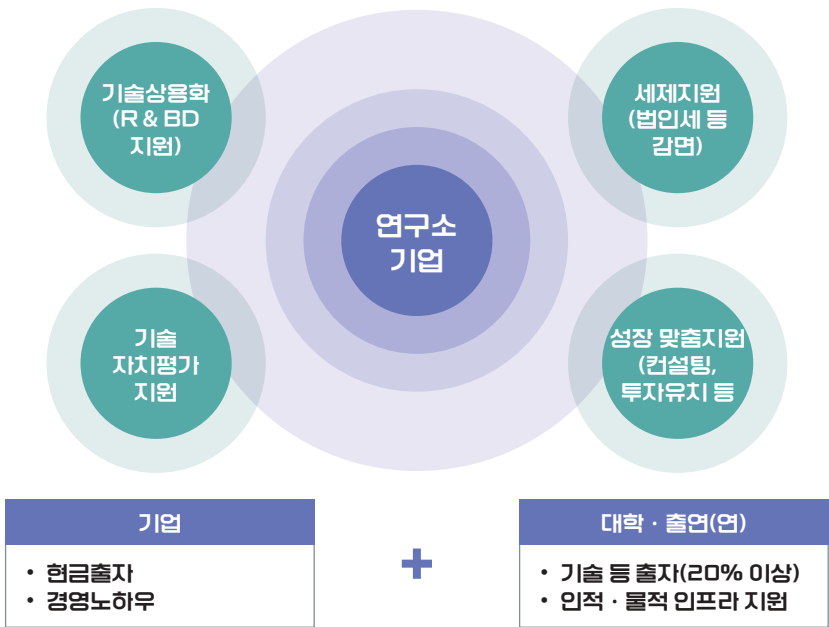 기술상용화
(R & BD
지원)
세제지원
(법인세 등
감면)
연구소
기업
기술
자치평가
지원
성장 맞춤지원
(컨설팅,
투자유치 등
기업
• 현금출자
• 경영노하우
+
대학 · 출연(연)
• 기술 등 출자(20% 이상)
• 인적 · 물적 인프라 지원